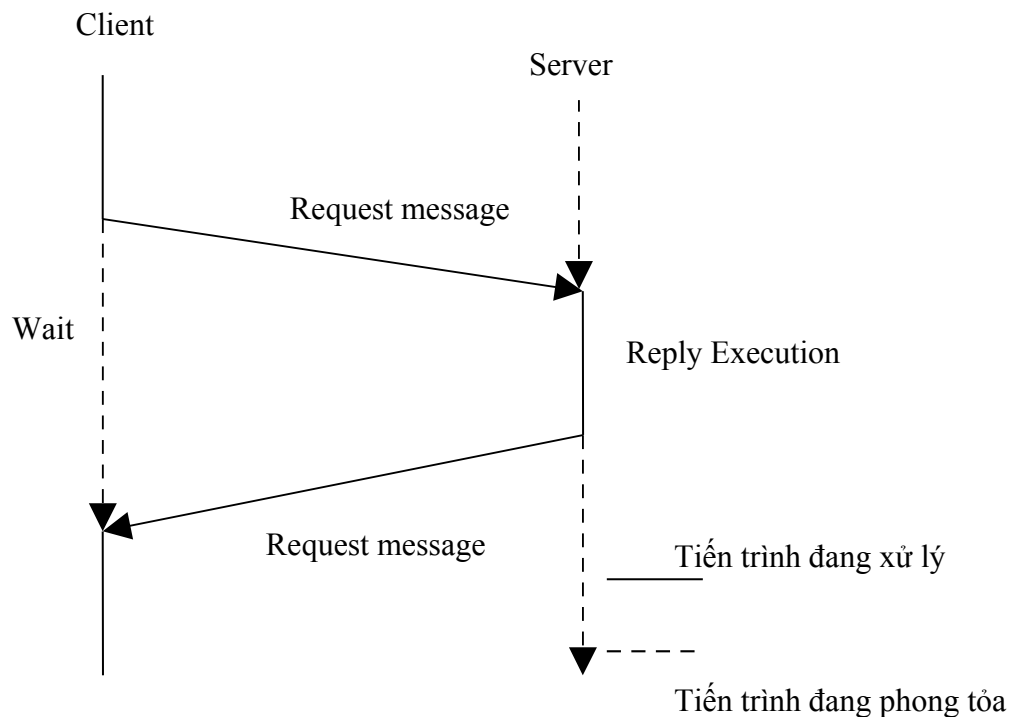 Client
Server
Request message
Wait
Reply Execution
Request message
Tiến trình đang xử lý
Tiến trình đang phong tỏa